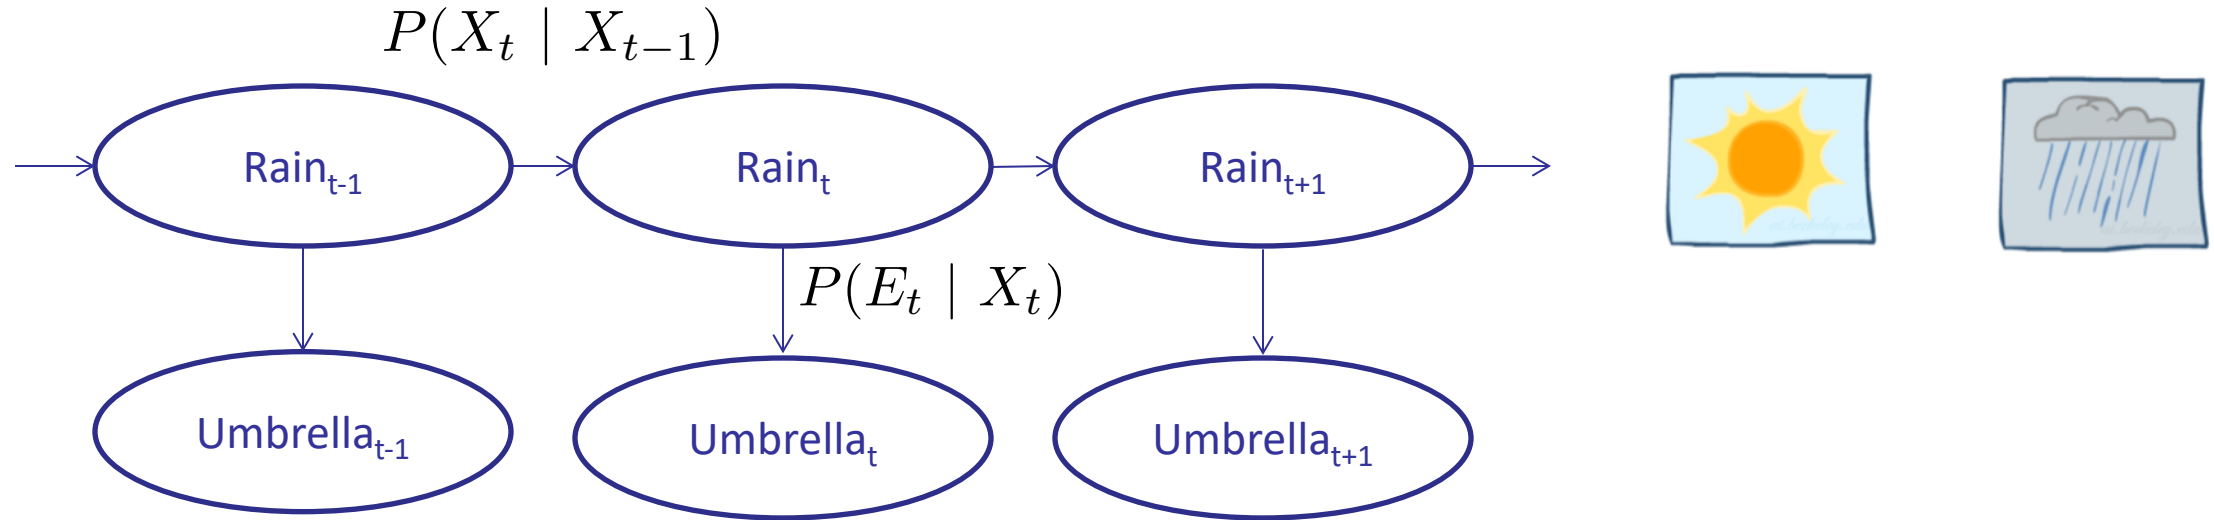 P(X_t | X_{t−1})
Rain_{t-1} Rain_t Rain_{t+1}
P(E_t | X_t)
Umbrella_{t-1} Umbrella_t Umbrella_{t+1}